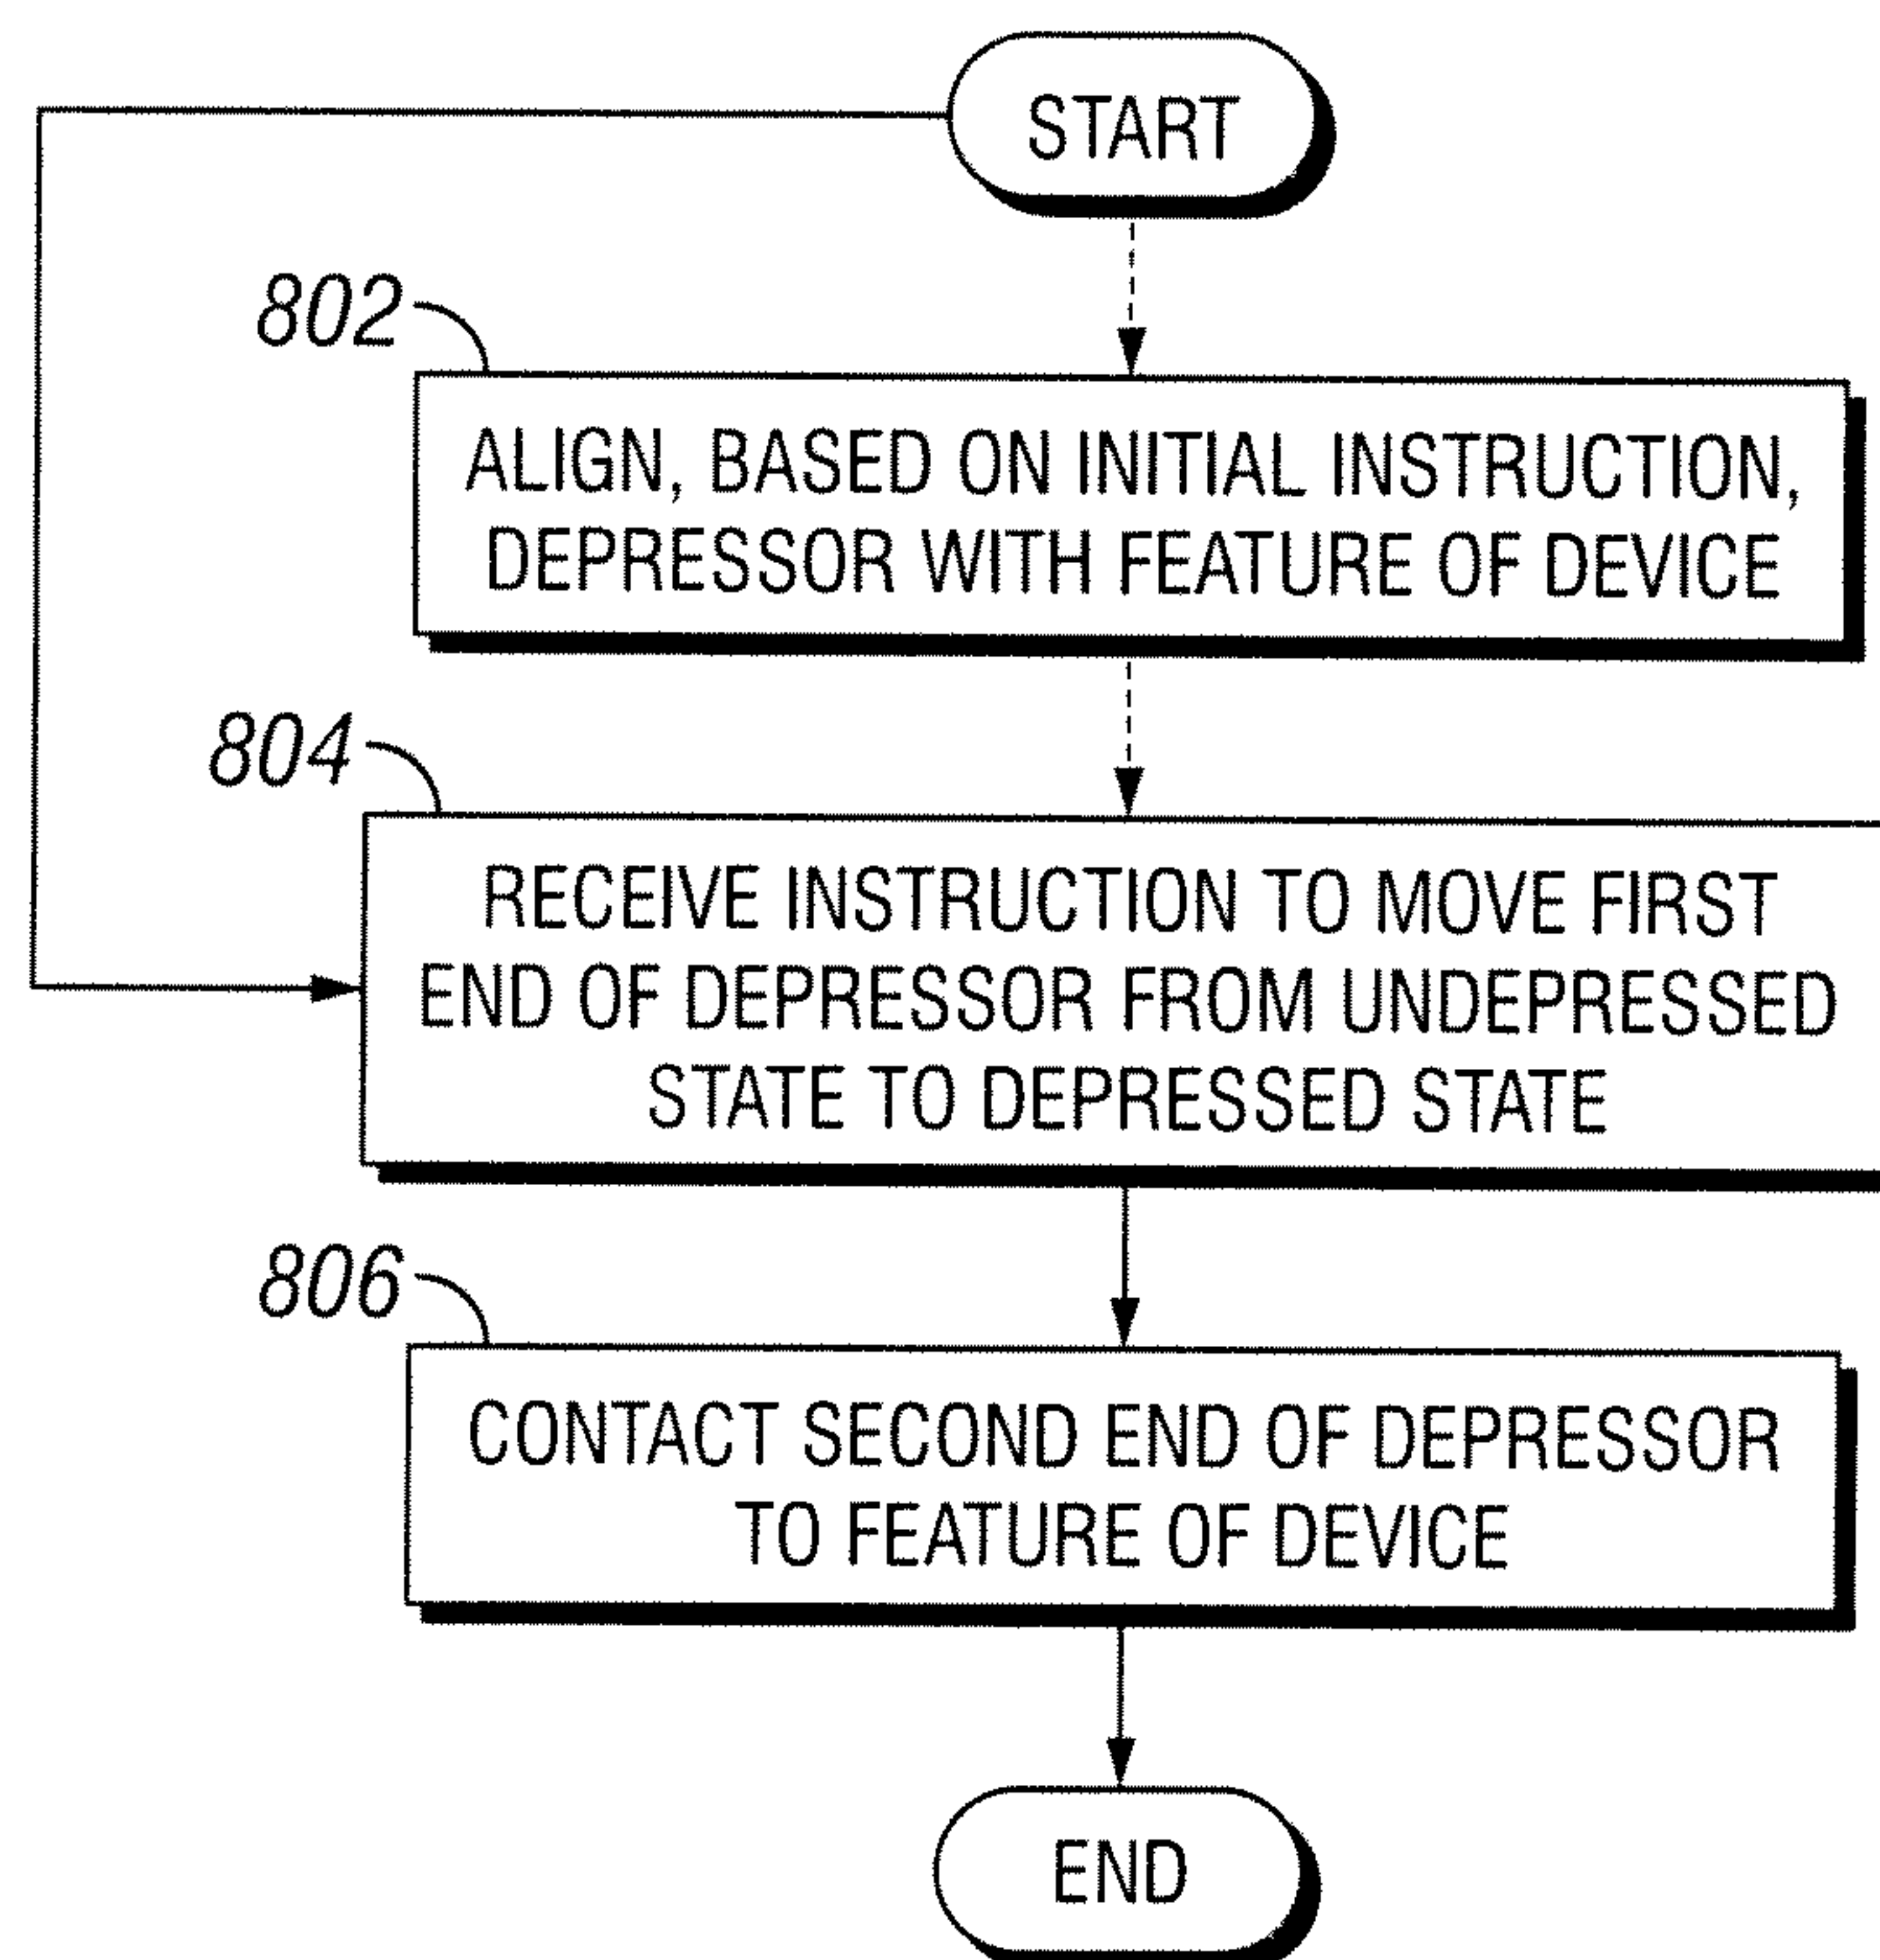 START
802
ALIGN, BASED ON INITIAL INSTRUCTION,
DEPRESSOR WITH FEATURE OF DEVICE
804
RECEIVE INSTRUCTION TO MOVE FIRST
END OF DEPRESSOR FROM UNDEPRESSED
STATE TO DEPRESSED STATE
806
CONTACT SECOND END OF DEPRESSOR
TO FEATURE OF DEVICE
END